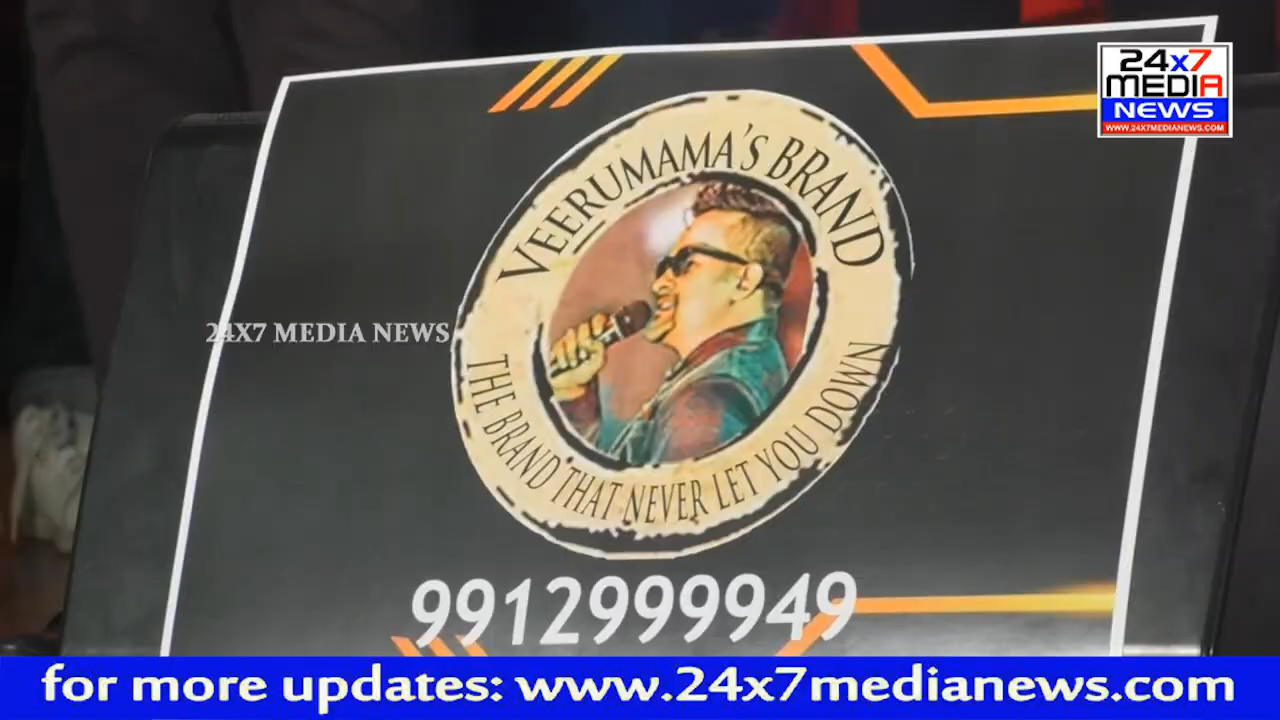 24x7
MEDIA
NEWS
WWW.24X7MEDIANEWS.COM
VEERUMAMA'S BRAND
24X7 MEDIA NEWS
THE BRAND THAT NEVER LET YOU DOWN
9912999949
for more updates: www.24x7medianews.com